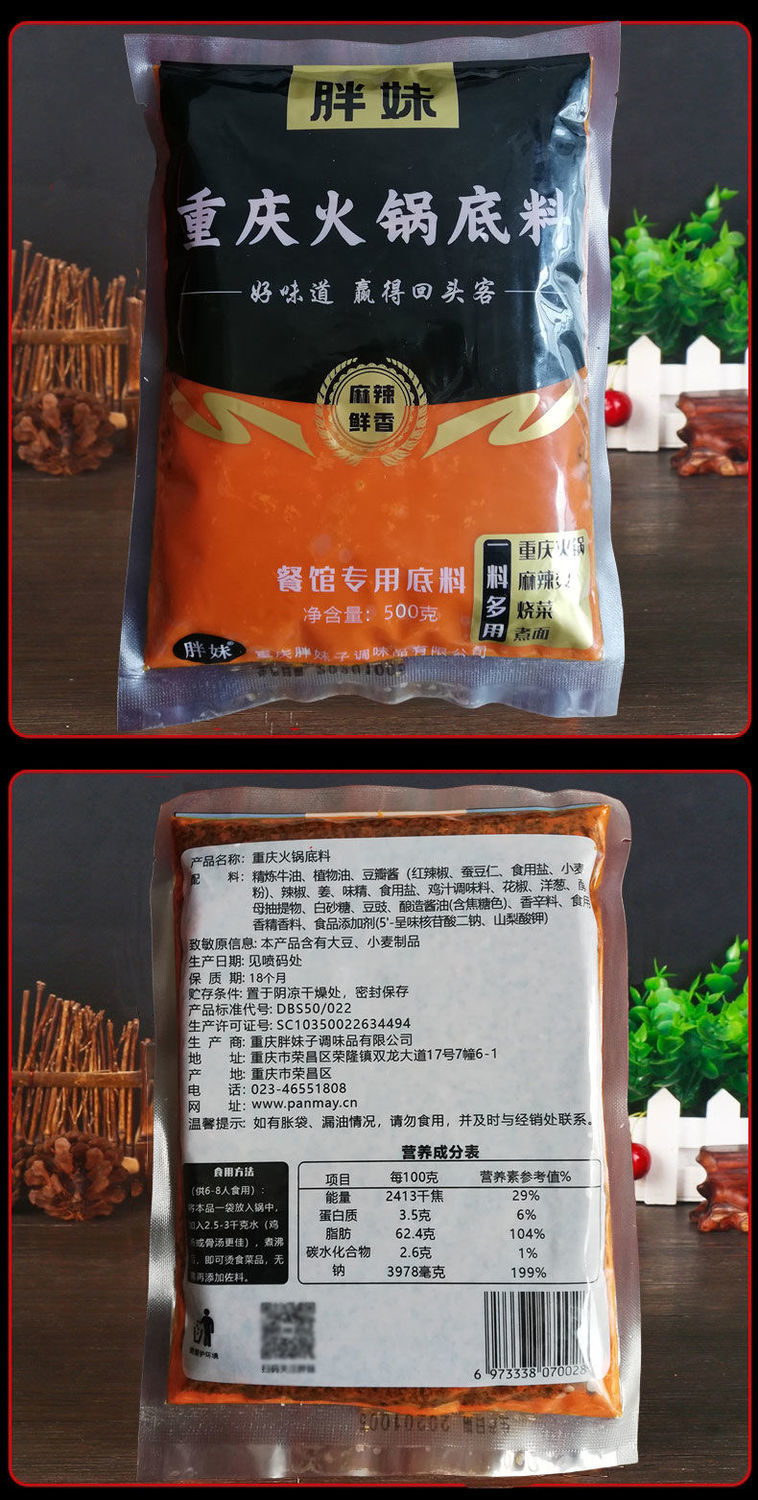 胖妹
重庆火锅底料
好味道 赢得回头客
麻辣
鲜香
餐馆专用底料
净含量：500克
一料多用
重庆火锅
麻辣
烧菜
煮面
胖妹®
重庆胖妹子调味品有限公司
产品名称：重庆火锅底料
配 料：精炼牛油、植物油、豆瓣酱（红辣椒、蚕豆仁、食用盐、小麦
粉）、辣椒、姜、味精、食用盐、鸡汁调味料、花椒、洋葱、
母抽提物、白砂糖、豆豉、酿造酱油(含焦糖色)、香辛料、食用
香精香料、食品添加剂(5'-呈味核苷酸二钠、山梨酸钾)
致敏原信息: 本产品含有大豆、小麦制品
生产日期: 见喷码处
保 质 期: 18个月
贮存条件: 置于阴凉干燥处，密封保存
产品标准代号: DBS50/022
生产许可证号: SC10350022634494
生 产 商: 重庆胖妹子调味品有限公司
地 址: 重庆市荣昌区荣隆镇双龙大道17号7幢6-1
产 地: 重庆市荣昌区
电 话: 023-46551808
网 址: www.panmay.cn
温馨提示: 如有胀袋、漏油情况，请勿食用，并及时与经销处联系。
食用方法
（供6-8人食用）：
将本品一袋放入锅中，
加入2.5-3千克水（鸡
汤或骨汤更佳），煮沸
后，即可烫食菜品，无
需再添加佐料。
营养成分表
项目 每100克 营养素参考值%
能量 2413千焦 29%
蛋白质 3.5克 6%
脂肪 62.4克 104%
碳水化合物 2.6克 1%
钠 3978毫克 199%
6 973338 070028
20201005